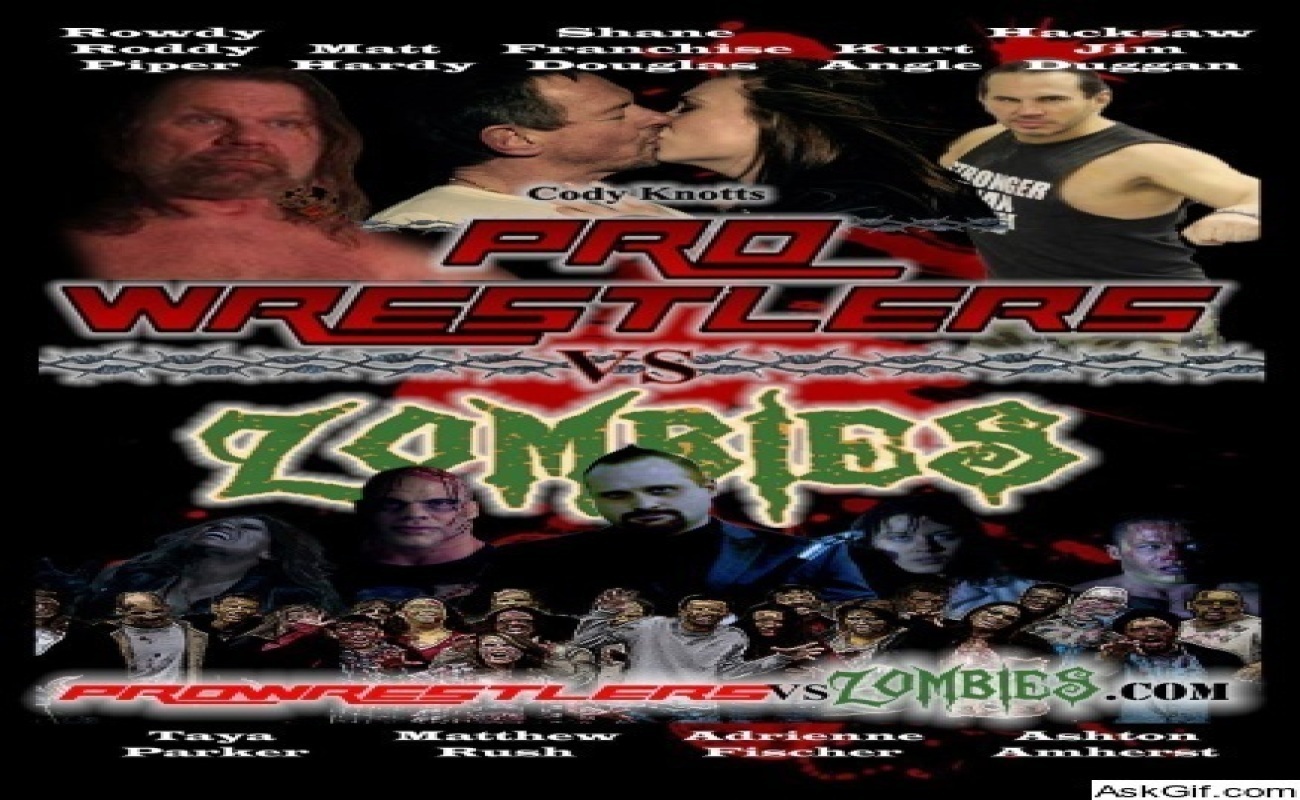 Rowdy Roddy Piper
Matt Hardy
Shane Franchise Douglas
Kurt Angle
Hacksaw Jim Duggan
Cody Knotts
PRO
WRESTLERS
VS
ZOMBIES
PROWRESTLERSVSZOMBIES.COM
Taya Parker
Matthew Rush
Adrienne Fischer
Ashton Amherst
AskGif.com